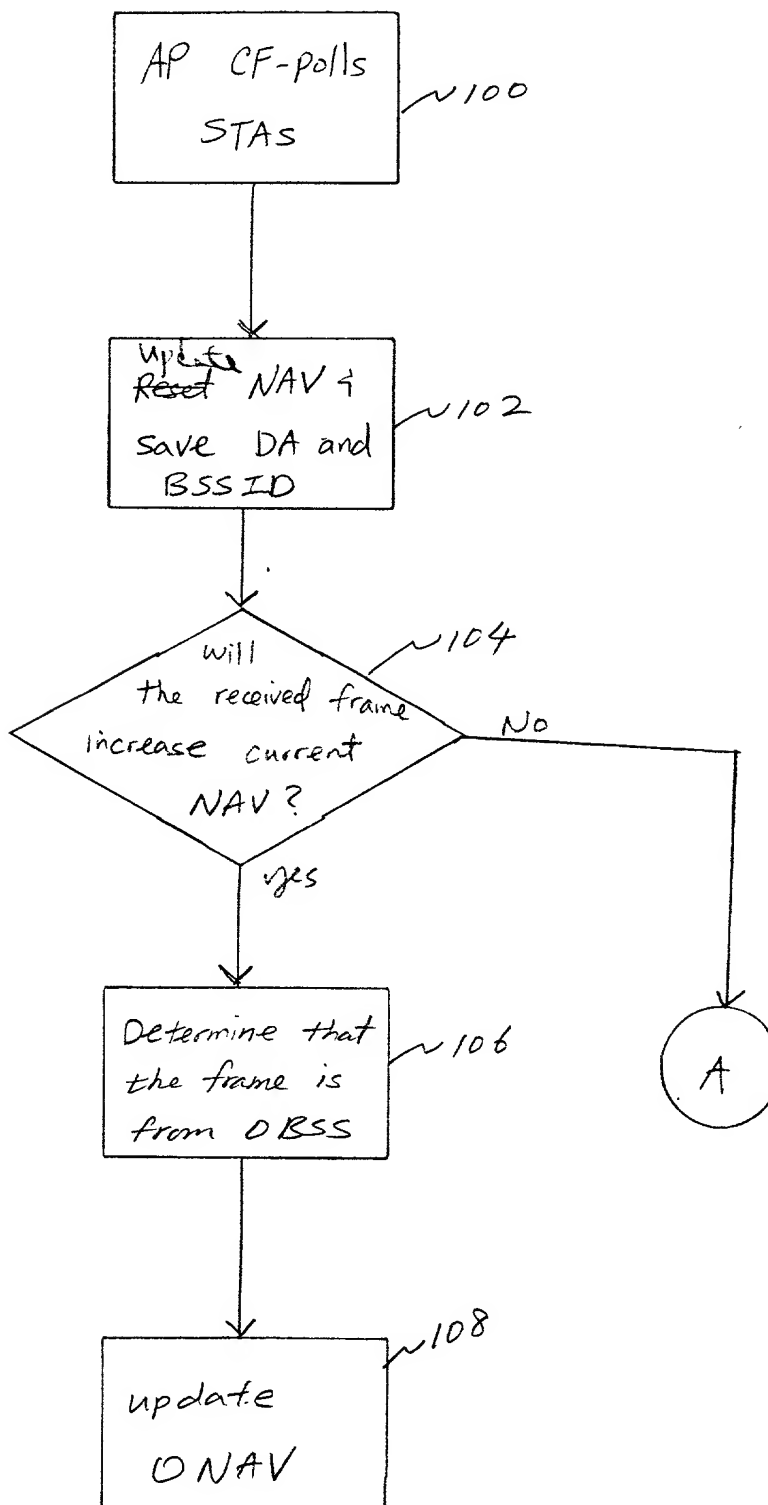 AP CF-polls
STAs
100
update
Reset NAV &
save DA and
BSSID
102
will
the received frame
increase current
NAV?
104
No
yes
Determine that
the frame is
from OBSS
106
A
update
ONAV
108